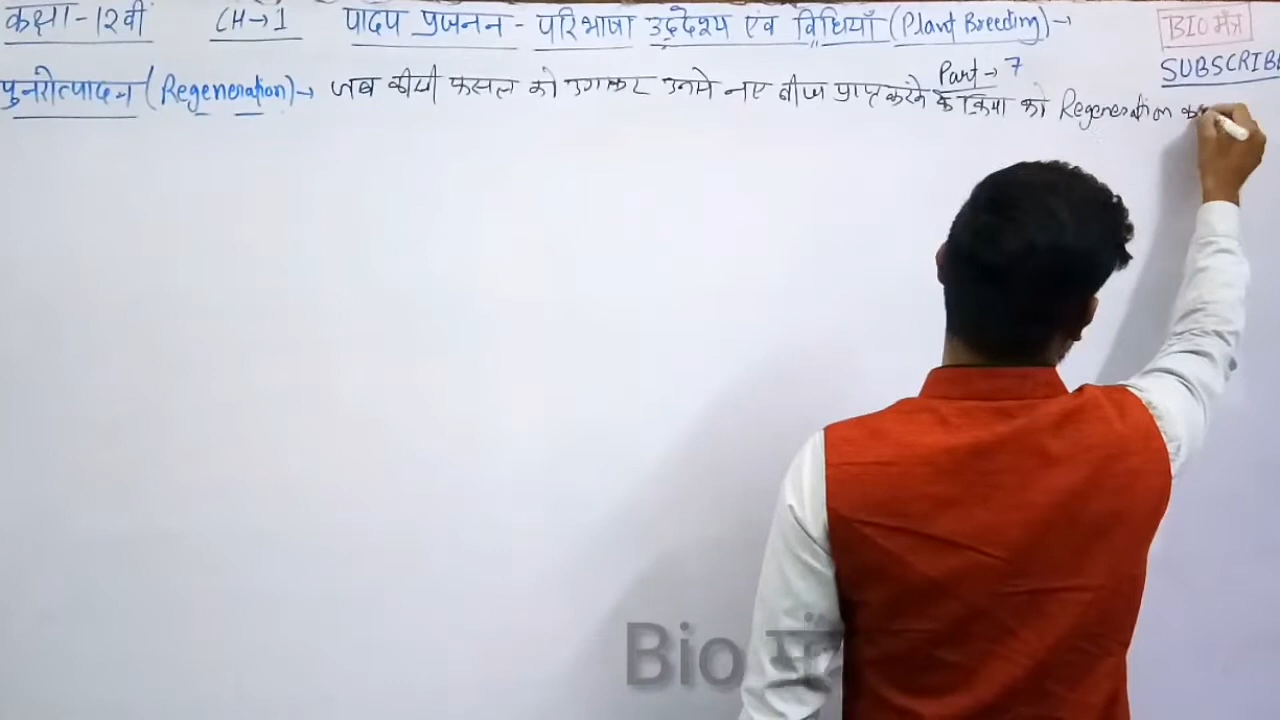 कक्षा-12वीं CH→1 पादप प्रजनन - परिभाषा उद्देश्य एवं विधियाँ (Plant Breeding)→
BIO मंत्र
SUBSCRIBE
Part→7
पुनरोत्पादन (Regeneration)→ जब कीसी फसल को उगाकर उनमे नए बीज प्राप्त करने के क्रिया को Regeneration
Bio मंत्र